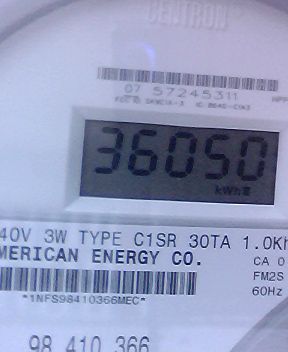 CENTRON
07 57245311
36050
kWh
40V 3W TYPE C1SR 30TA 1.0Kh
MERICAN ENERGY CO.
CA 0
FM2S
60Hz
*1NFS98410366MEC*
98 410 366